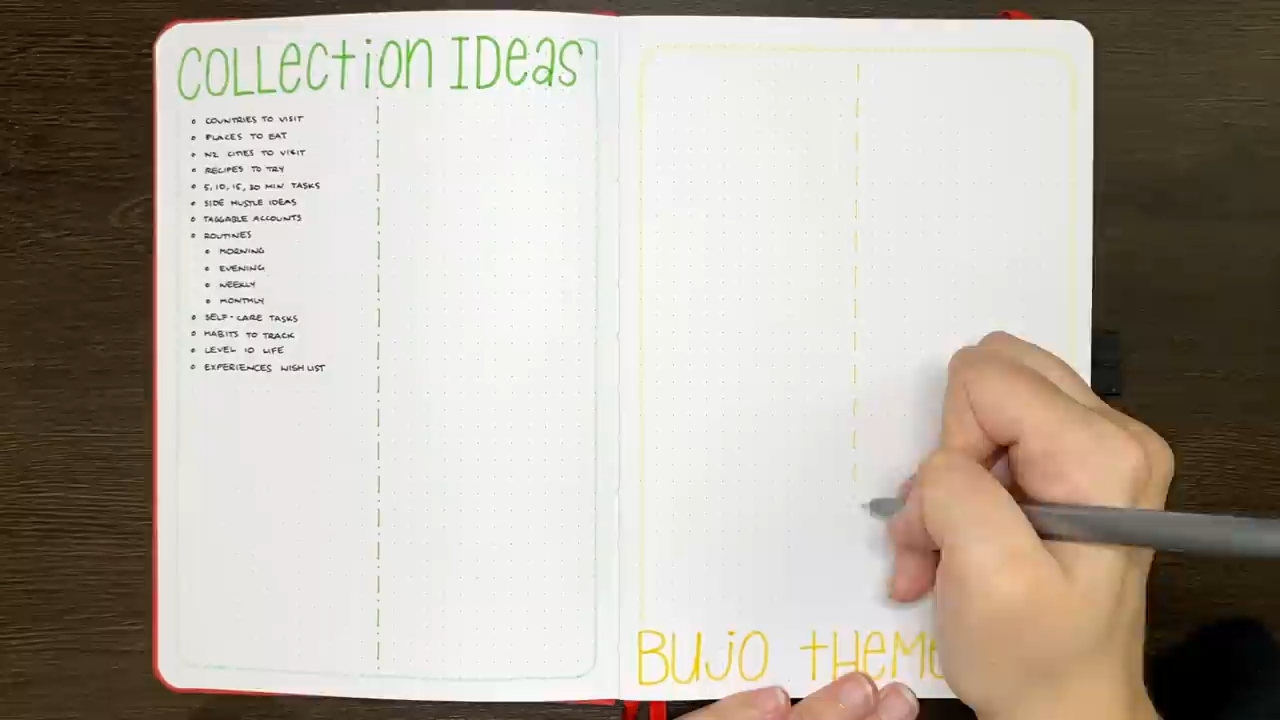 COLLECTION IDEAS
COUNTRIES TO VISIT
PLACES TO EAT
NZ CITIES TO VISIT
RECIPES TO TRY
5, 10, 15, 30 MIN TASKS
SIDE HUSTLE IDEAS
TAGGABLE ACCOUNTS
ROUTINES
MORNING
EVENING
WEEKLY
MONTHLY
SELF-CARE TASKS
HABITS TO TRACK
LEVEL 10 LIFE
EXPERIENCES WISH LIST
BUJO THEME